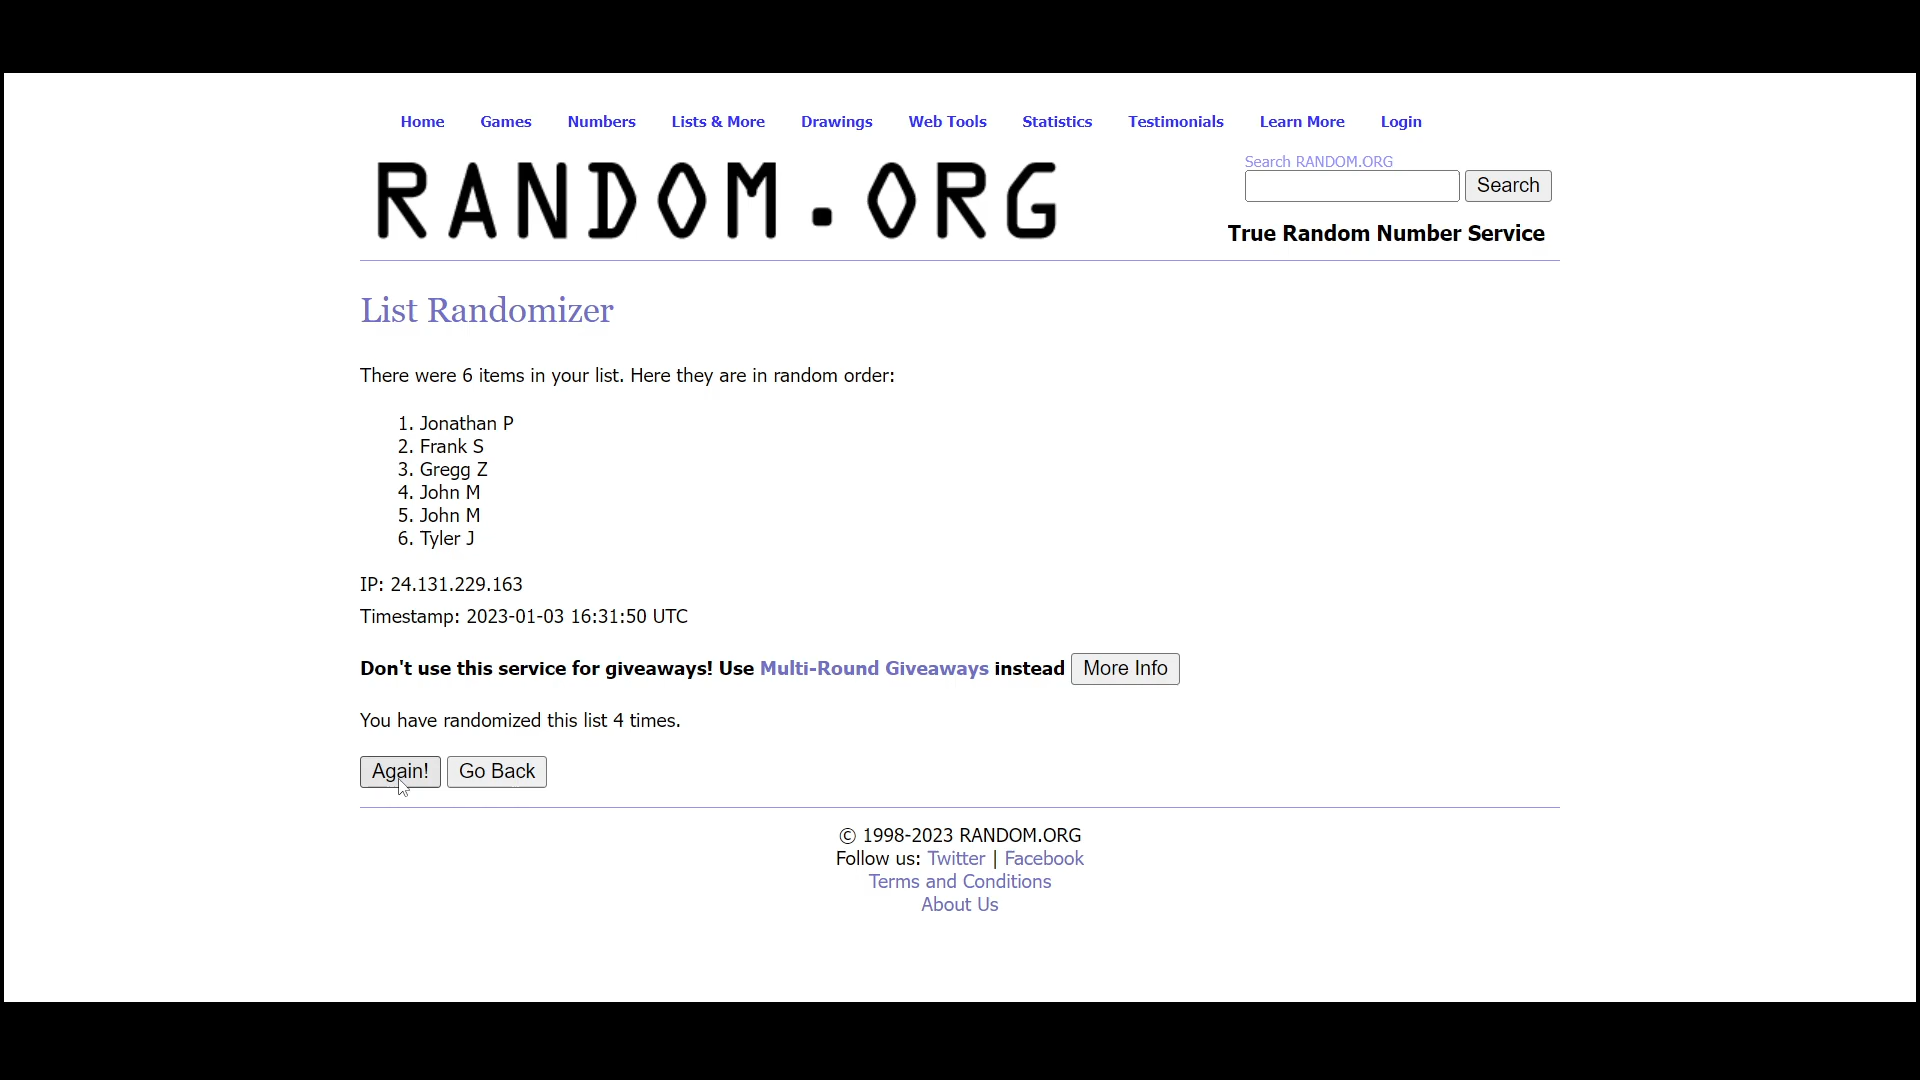 Home Games Numbers Lists & More Drawings Web Tools Statistics Testimonials Learn More Login
RANDOM.ORG
Search RANDOM.ORG
Search
True Random Number Service
List Randomizer
There were 6 items in your list. Here they are in random order:
1. Jonathan P
2. Frank S
3. Gregg Z
4. John M
5. John M
6. Tyler J
IP: 24.131.229.163
Timestamp: 2023-01-03 16:31:50 UTC
Don't use this service for giveaways! Use Multi-Round Giveaways instead More Info
You have randomized this list 4 times.
Again! Go Back
© 1998-2023 RANDOM.ORG
Follow us: Twitter | Facebook
Terms and Conditions
About Us